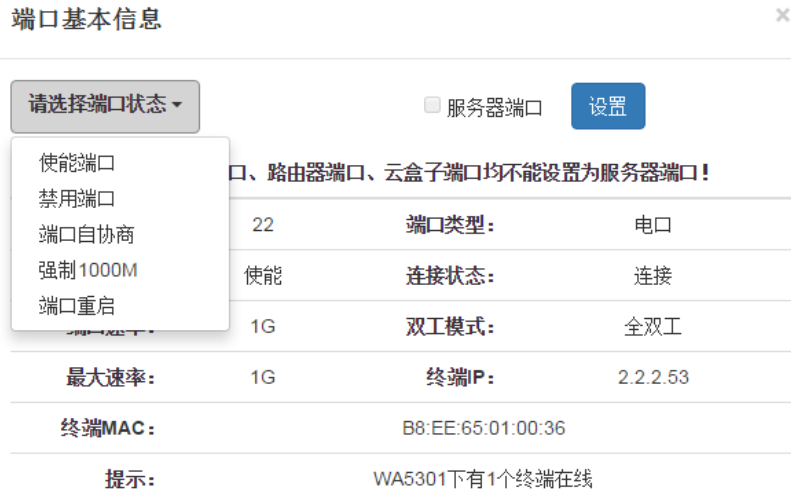 端口基本信息 ×
请选择端口状态 服务器端口 设置
使能端口
禁用端口
端口自协商
强制1000M
端口重启
口、路由器端口、云盒子端口均不能设置为服务器端口！
22 端口类型： 电口
使能 连接状态： 连接
端口速率： 1G 双工模式： 全双工
最大速率： 1G 终端IP： 2.2.2.53
终端MAC： B8:EE:65:01:00:36
提示： WA5301下有1个终端在线